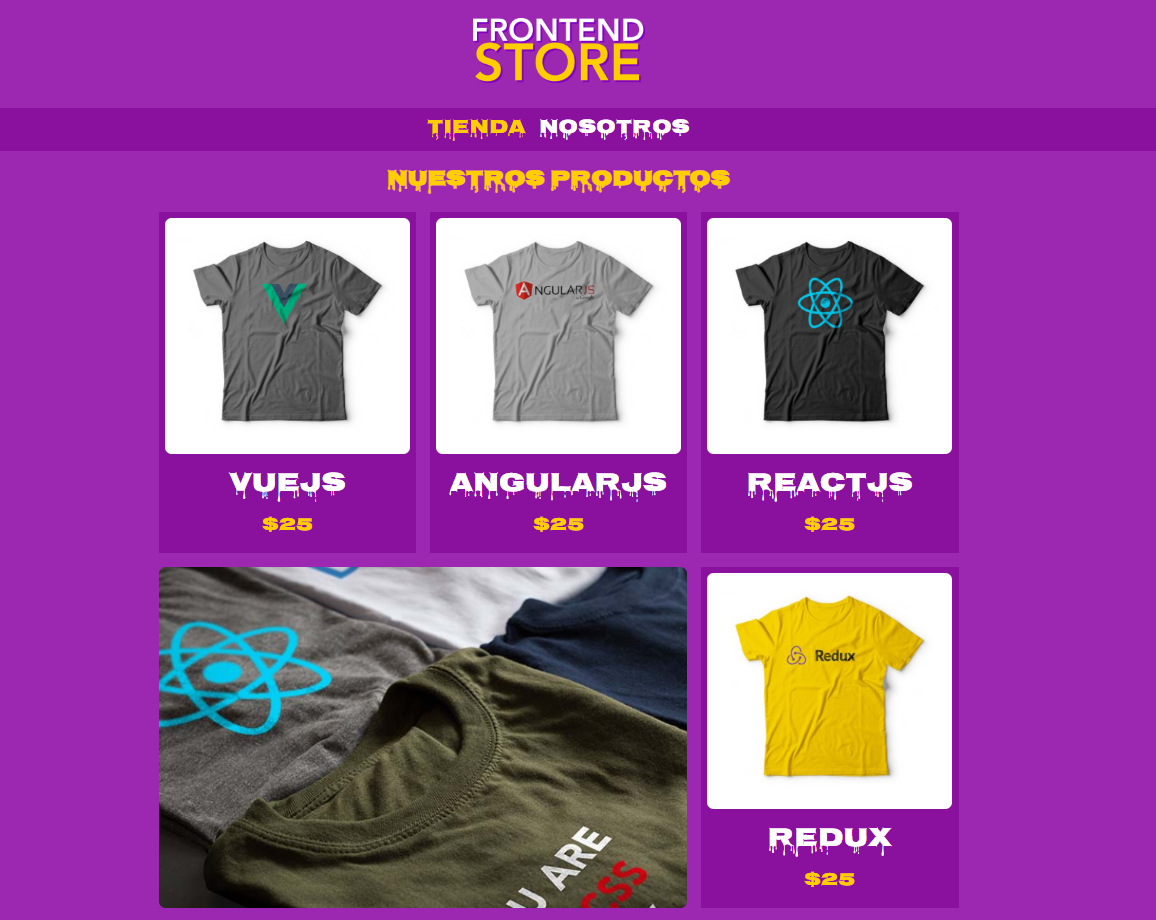 FRONTEND
STORE
TIENDA NOSOTROS
NUESTROS PRODUCTOS
ANGULARJS
VUEJS
$25
ANGULARJS
$25
REACTJS
$25
U ARE
CSS
Redux
REDUX
$25